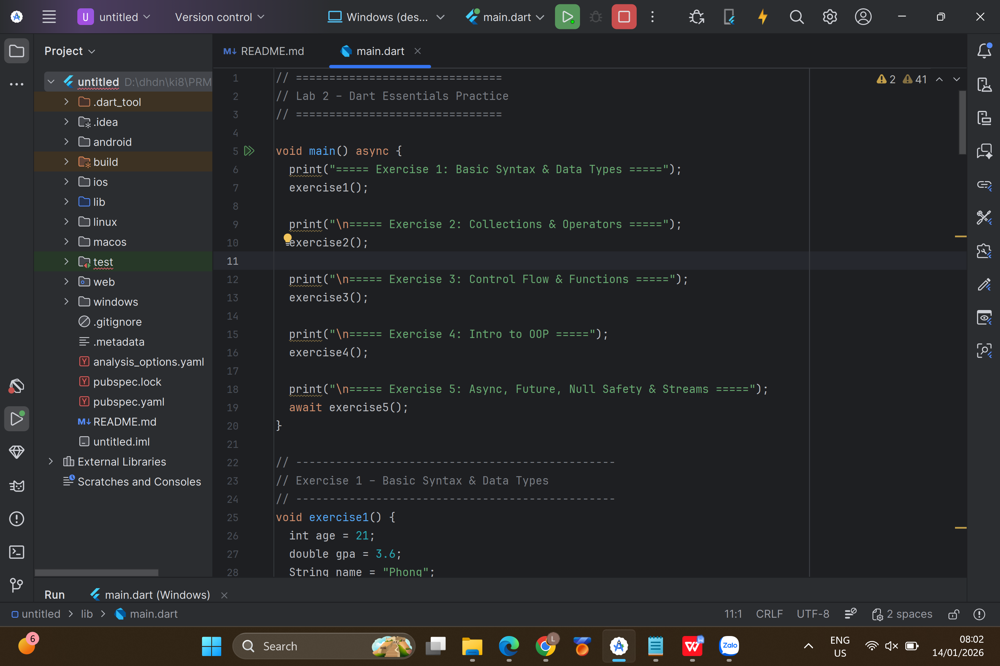 U untitled Version control Windows (des... main.dart
Project
README.md main.dart
untitled D:\dhdn\ki8\PRM
.dart_tool
.idea
android
build
ios
lib
linux
macos
test
web
windows
.gitignore
.metadata
analysis_options.yaml
pubspec.lock
pubspec.yaml
README.md
untitled.iml
External Libraries
Scratches and Consoles
2 41
1 // ===============================
2 // Lab 2 – Dart Essentials Practice
3 // ===============================
4
5 void main() async {
6 print("===== Exercise 1: Basic Syntax & Data Types =====");
7 exercise1();
8
9 print("\n===== Exercise 2: Collections & Operators =====");
10 exercise2();
11
12 print("\n===== Exercise 3: Control Flow & Functions =====");
13 exercise3();
14
15 print("\n===== Exercise 4: Intro to OOP =====");
16 exercise4();
17
18 print("\n===== Exercise 5: Async, Future, Null Safety & Streams =====");
19 await exercise5();
20 }
21
22 // ------------------------------------------------
23 // Exercise 1 – Basic Syntax & Data Types
24 // ------------------------------------------------
25 void exercise1() {
26 int age = 21;
27 double gpa = 3.6;
28 String name = "Phong";
Run main.dart (Windows)
untitled > lib > main.dart
11:1 CRLF UTF-8 2 spaces
6
Search
L
Zalo
ENG
US
08:02
14/01/2026